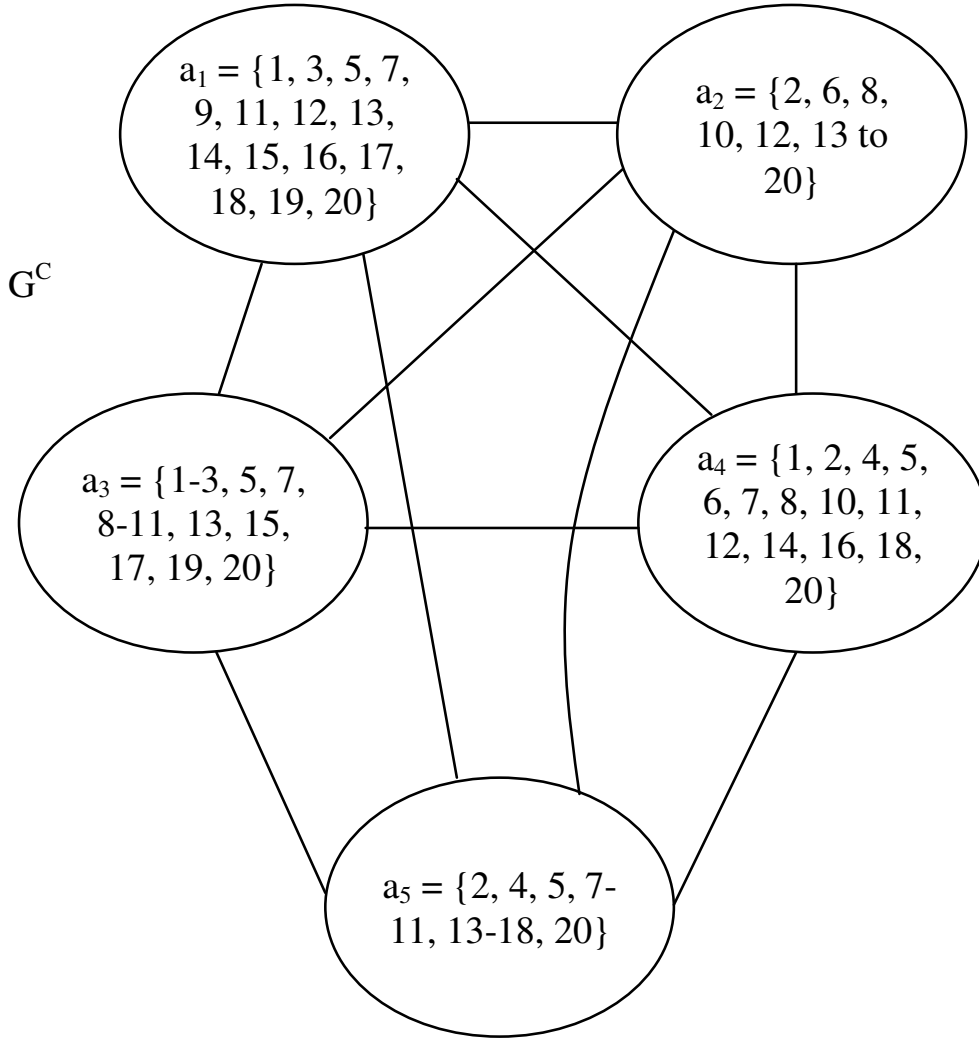 a₁ = {1, 3, 5, 7,
9, 11, 12, 13,
14, 15, 16, 17,
18, 19, 20}
a₂ = {2, 6, 8,
10, 12, 13 to
20}
Gᶜ
a₃ = {1-3, 5, 7,
8-11, 13, 15,
17, 19, 20}
a₄ = {1, 2, 4, 5,
6, 7, 8, 10, 11,
12, 14, 16, 18,
20}
a₅ = {2, 4, 5, 7-
11, 13-18, 20}